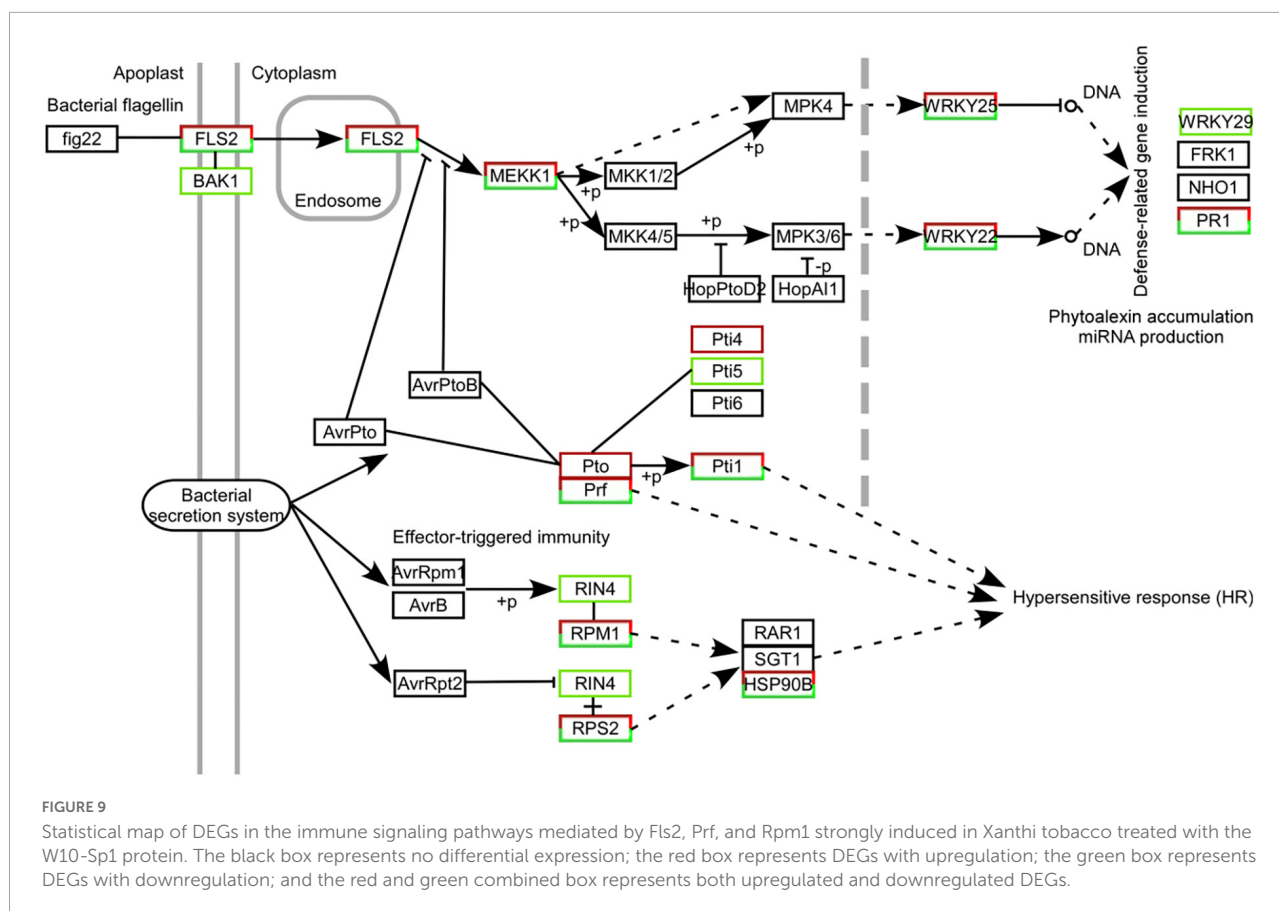 Apoplast
Cytoplasm
Bacterial flagellin
fig22
FLS2
BAK1
FLS2
Endosome
MEKK1
+p
+p
MKK1/2
+p
MPK4
MKK4/5
+p
MPK3/6
HopPtoD2
-p
HopAI1
WRKY25
WRKY22
DNA
DNA
Defense-related gene induction
WRKY29
FRK1
NHO1
PR1
Phytoalexin accumulation
miRNA production
AvrPtoB
AvrPto
Pti4
Pti5
Pti6
Pto
Prf
+p
Pti1
Bacterial
secretion system
Effector-triggered immunity
AvrRpm1
AvrB
+p
RIN4
RPM1
AvrRpt2
RIN4
RPS2
RAR1
SGT1
HSP90B
Hypersensitive response (HR)
FIGURE 9
Statistical map of DEGs in the immune signaling pathways mediated by Fls2, Prf, and Rpm1 strongly induced in Xanthi tobacco treated with the
W10-Sp1 protein. The black box represents no differential expression; the red box represents DEGs with upregulation; the green box represents
DEGs with downregulation; and the red and green combined box represents both upregulated and downregulated DEGs.